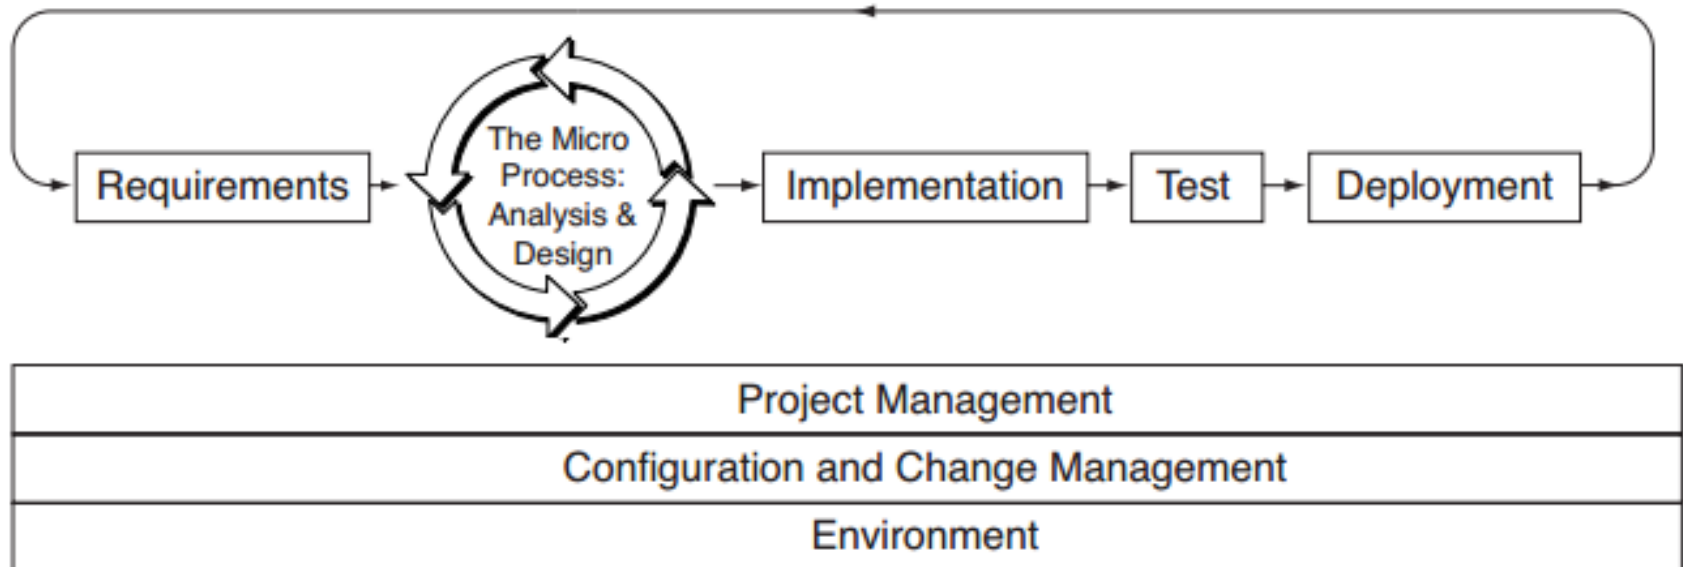 Requirements
The Micro
Process:
Analysis &
Design
Implementation
Test
Deployment
Project Management
Configuration and Change Management
Environment